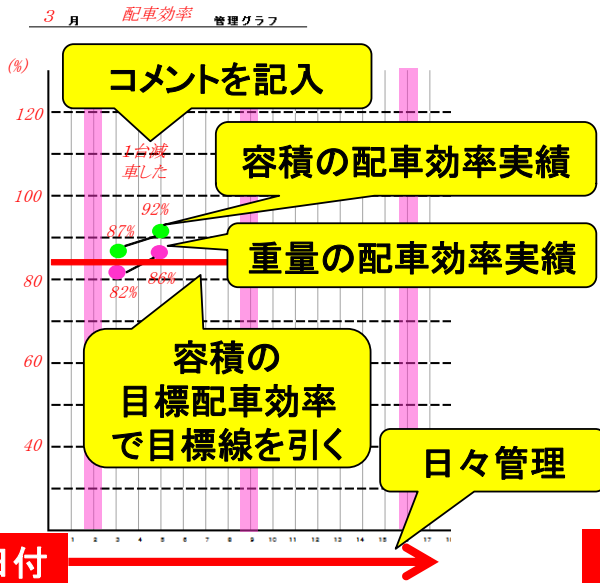 3 月 配車効率 管理グラフ
(%)
コメントを記入
120
1台減
車した
容積の配車効率実績
100
92%
87%
重量の配車効率実績
80
86%
82%
容積の
目標配車効率
で目標線を引く
60
40
日々管理
1 2 3 4 5 6 7 8 9 10 11 12 13 14 15 17
日付